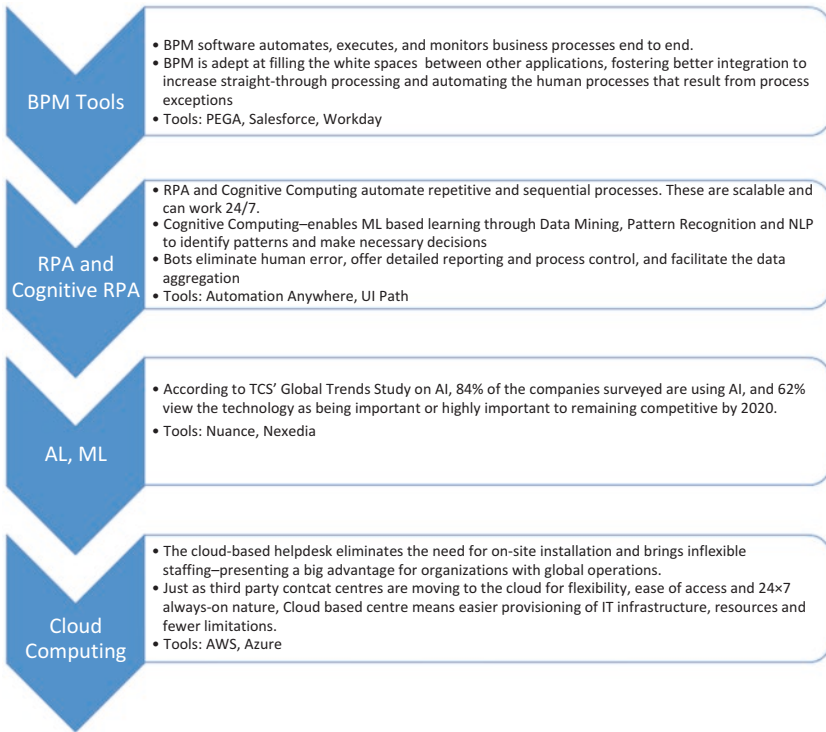 BPM Tools
• BPM software automates, executes, and monitors business processes end to end.
• BPM is adept at filling the white spaces between other applications, fostering better integration to
increase straight-through processing and automating the human processes that result from process
exceptions
• Tools: PEGA, Salesforce, Workday
RPA and
Cognitive RPA
• RPA and Cognitive Computing automate repetitive and sequential processes. These are scalable and
can work 24/7.
• Cognitive Computing–enables ML based learning through Data Mining, Pattern Recognition and NLP
to identify patterns and make necessary decisions
• Bots eliminate human error, offer detailed reporting and process control, and facilitate the data
aggregation
• Tools: Automation Anywhere, UI Path
AL, ML
• According to TCS’ Global Trends Study on AI, 84% of the companies surveyed are using AI, and 62%
view the technology as being important or highly important to remaining competitive by 2020.
• Tools: Nuance, Nexedia
Cloud
Computing
• The cloud-based helpdesk eliminates the need for on-site installation and brings inflexible
staffing–presenting a big advantage for organizations with global operations.
• Just as third party contcat centres are moving to the cloud for flexibility, ease of access and 24×7
always-on nature, Cloud based centre means easier provisioning of IT infrastructure, resources and
fewer limitations.
• Tools: AWS, Azure